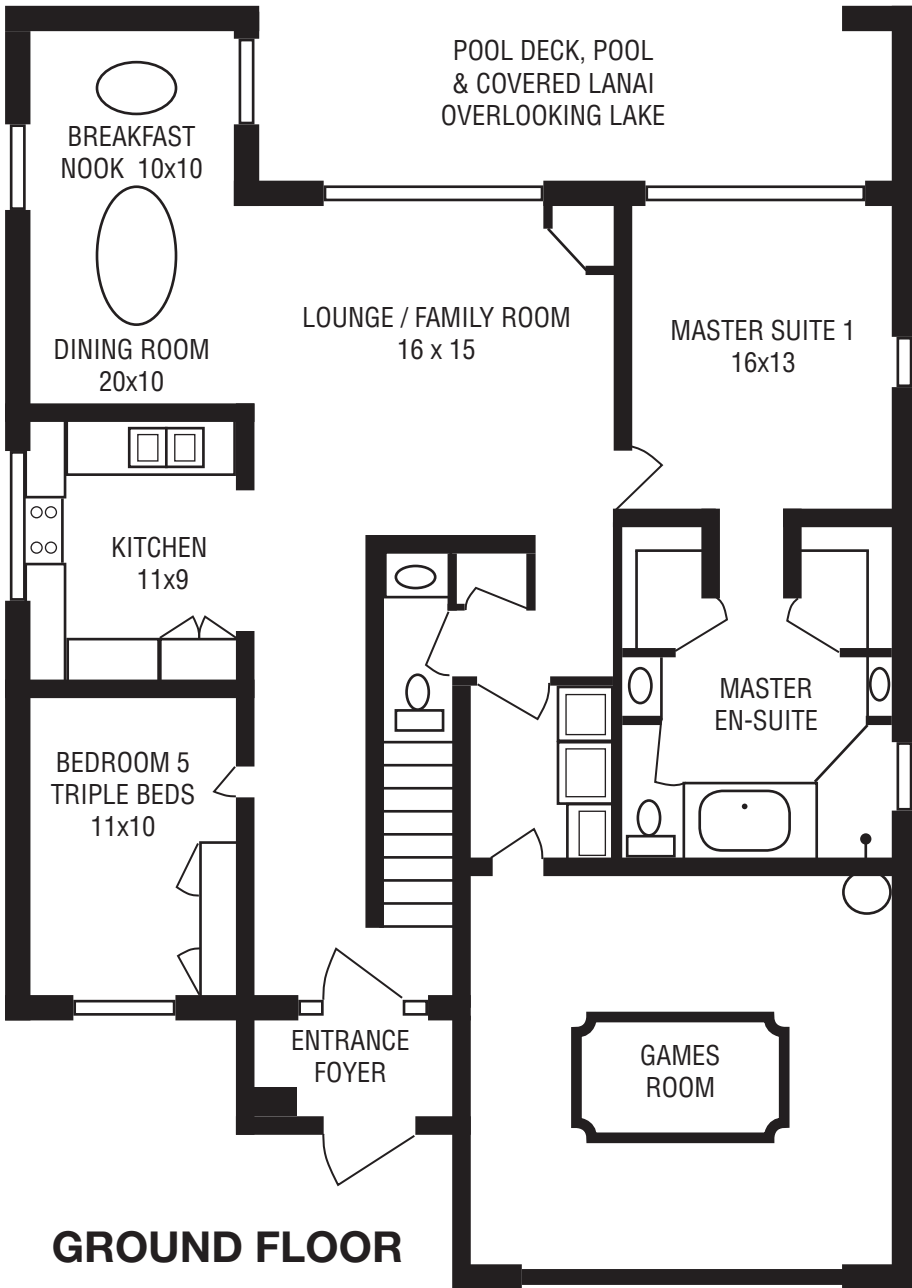 POOL DECK, POOL
& COVERED LANAI
OVERLOOKING LAKE
BREAKFAST
NOOK 10x10
DINING ROOM
20x10
LOUNGE / FAMILY ROOM
16 x 15
MASTER SUITE 1
16x13
KITCHEN
11x9
MASTER
EN-SUITE
BEDROOM 5
TRIPLE BEDS
11x10
ENTRANCE
FOYER
GAMES
ROOM
GROUND FLOOR